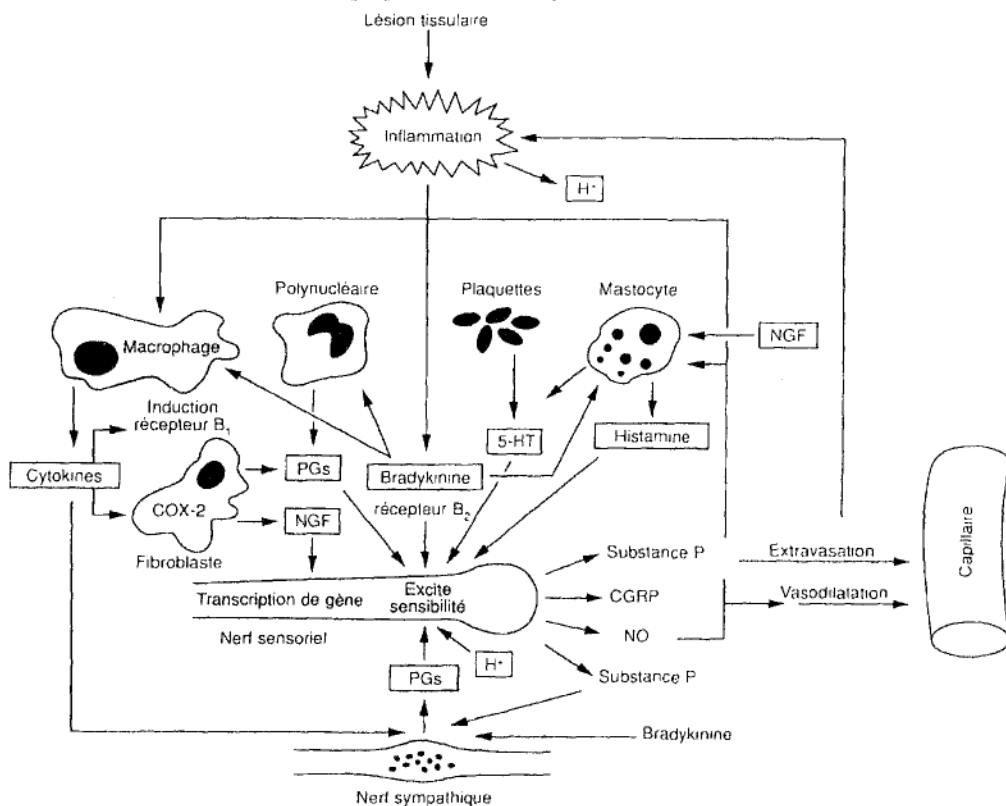 Lésion tissulaire
Inflammation
H⁺
Polynucléaire
Plaquettes
Mastocyte
NGF
Macrophage
Induction
récepteur B₁
5-HT
Histamine
Cytokines
PGs
Bradykinine
COX-2
récepteur B₂
NGF
Fibroblaste
Substance P
Extravasation
Capillaire
Transcription de gène
Excite
sensibilité
CGRP
Vasodilatation
Nerf sensoriel
NO
H⁺
PGs
Substance P
Bradykinine
Nerf sympathique